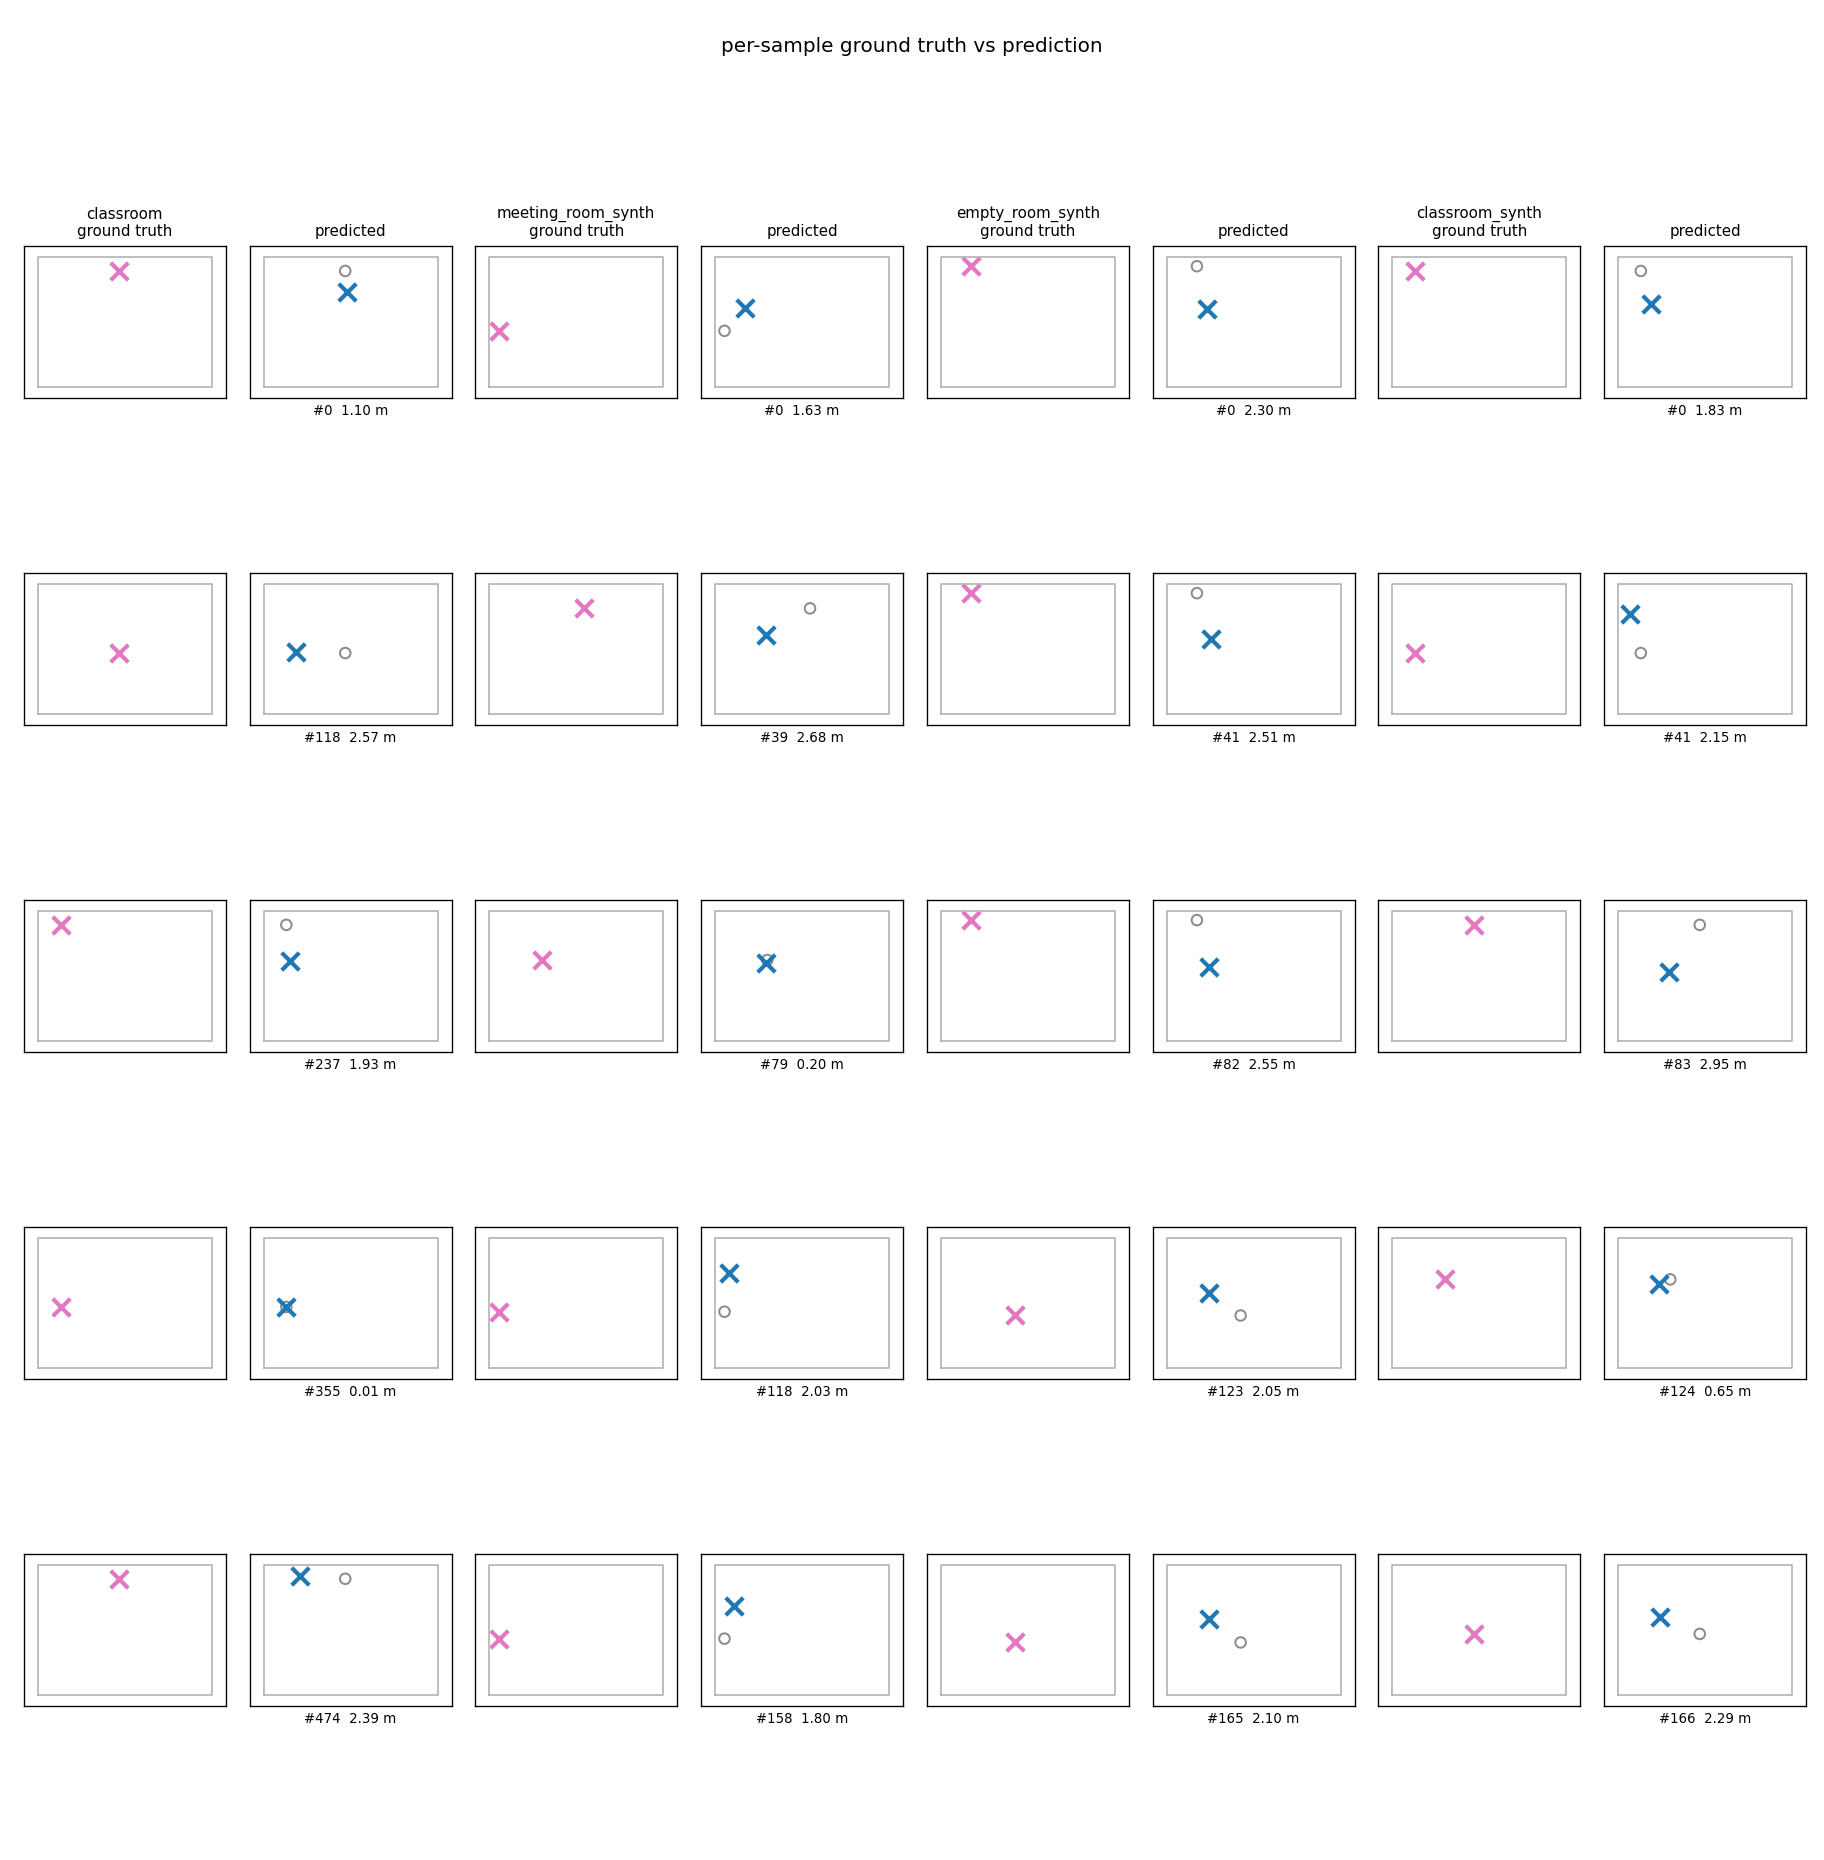 per-sample ground truth vs prediction
classroom
ground truth
predicted
meeting_room_synth
ground truth
predicted
empty_room_synth
ground truth
predicted
classroom_synth
ground truth
predicted
#0  1.10 m
#0  1.63 m
#0  2.30 m
#0  1.83 m
#118  2.57 m
#39  2.68 m
#41  2.51 m
#41  2.15 m
#237  1.93 m
#79  0.20 m
#82  2.55 m
#83  2.95 m
#355  0.01 m
#118  2.03 m
#123  2.05 m
#124  0.65 m
#474  2.39 m
#158  1.80 m
#165  2.10 m
#166  2.29 m